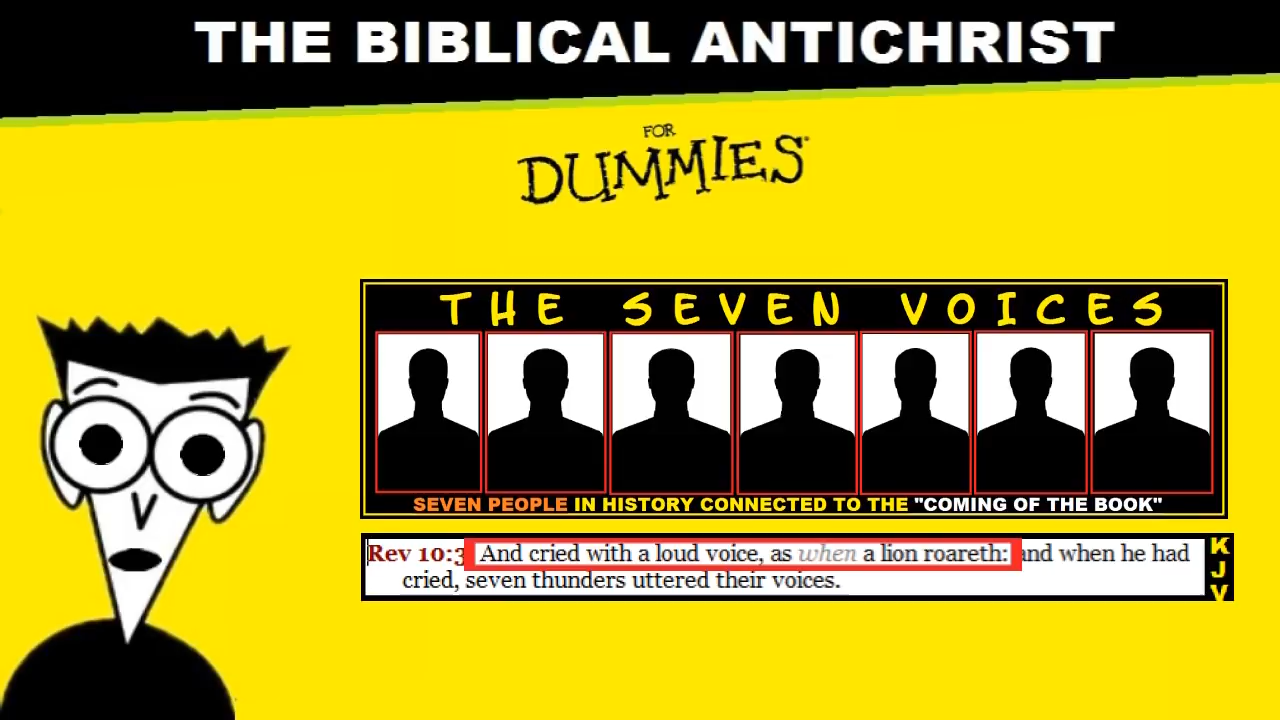 THE BIBLICAL ANTICHRIST
FOR
DUMMIES
THE SEVEN VOICES
SEVEN PEOPLE IN HISTORY CONNECTED TO THE "COMING OF THE BOOK"
Rev 10:3 And cried with a loud voice, as when a lion roareth: and when he had
cried, seven thunders uttered their voices.
KJV